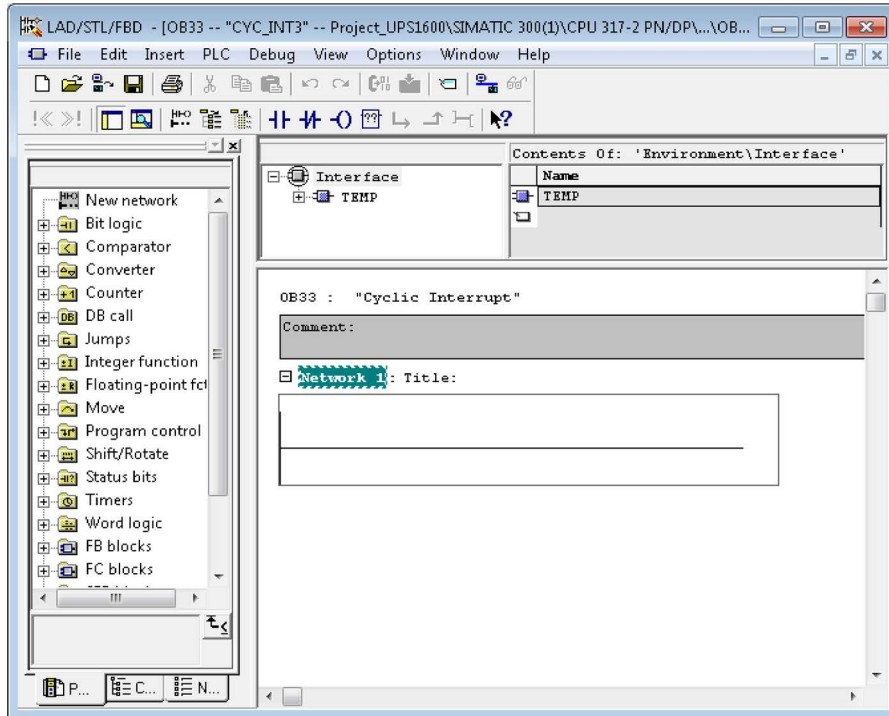 LAD/STL/FBD - [OB33 -- "CYC_INT3" -- Project_UPS1600\SIMATIC 300(1)\CPU 317-2 PN/DP\...\OB...
File Edit Insert PLC Debug View Options Window Help
Contents Of: 'Environment\Interface'
Interface
TEMP
Name
TEMP
New network
Bit logic
Comparator
Converter
Counter
DB call
Jumps
Integer function
Floating-point fct
Move
Program control
Shift/Rotate
Status bits
Timers
Word logic
FB blocks
FC blocks
P...
C...
N...
OB33 : "Cyclic Interrupt"
Comment:
Network 1: Title: